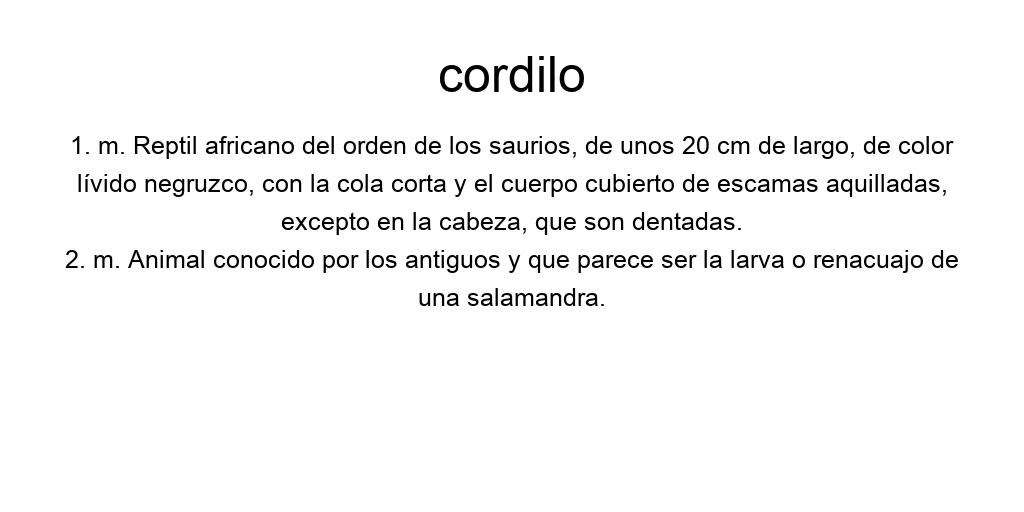 cordilo
1. m. Reptil africano del orden de los saurios, de unos 20 cm de largo, de color
lívido negruzco, con la cola corta y el cuerpo cubierto de escamas aquilladas,
excepto en la cabeza, que son dentadas.
2. m. Animal conocido por los antiguos y que parece ser la larva o renacuajo de
una salamandra.